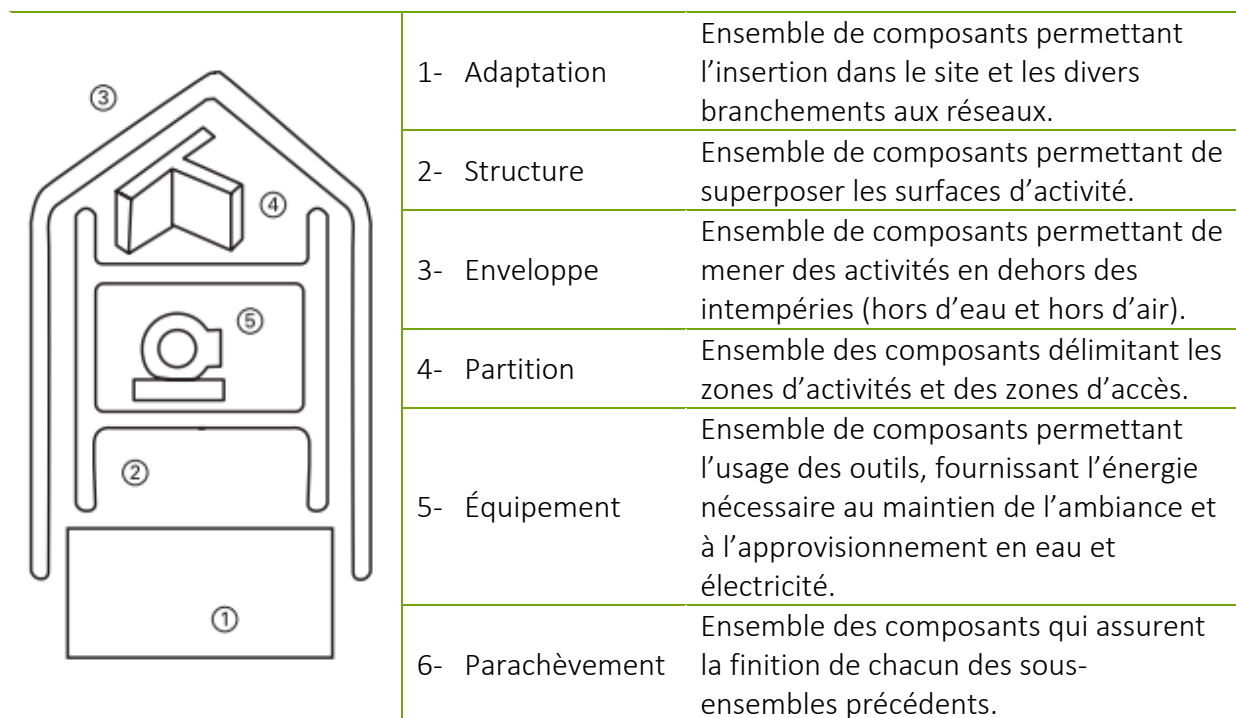 ③
④
⑤
②
①
1- Adaptation
Ensemble de composants permettant
l’insertion dans le site et les divers
branchements aux réseaux.
2- Structure
Ensemble de composants permettant de
superposer les surfaces d’activité.
3- Enveloppe
Ensemble de composants permettant de
mener des activités en dehors des
intempéries (hors d’eau et hors d’air).
4- Partition
Ensemble des composants délimitant les
zones d’activités et des zones d’accès.
5- Équipement
Ensemble de composants permettant
l’usage des outils, fournissant l’énergie
nécessaire au maintien de l’ambiance et
à l’approvisionnement en eau et
électricité.
6- Parachèvement
Ensemble des composants qui assurent
la finition de chacun des sous-
ensembles précédents.